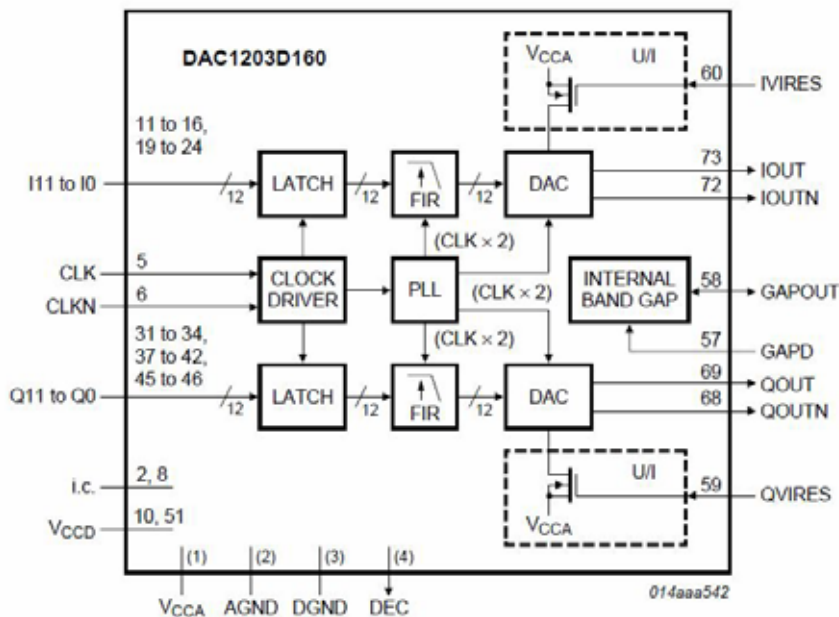 DAC1203D160
VCCA
U/I
60
IVIRES
11 to 16,
19 to 24
I11 to I0
12
LATCH
12
FIR
12
DAC
73
IOUT
72
IOUTN
(CLK × 2)
CLK
5
CLKN
6
CLOCK
DRIVER
PLL
(CLK × 2)
INTERNAL
BAND GAP
58
GAPOUT
57
GAPD
(CLK × 2)
31 to 34,
37 to 42,
45 to 46
Q11 to Q0
12
LATCH
12
FIR
12
DAC
69
QOUT
68
QOUTN
U/I
59
QVIRES
VCCA
i.c.
2, 8
VCCD
10, 51
(1)
(2)
(3)
(4)
VCCA
AGND
DGND
DEC
014aaa542